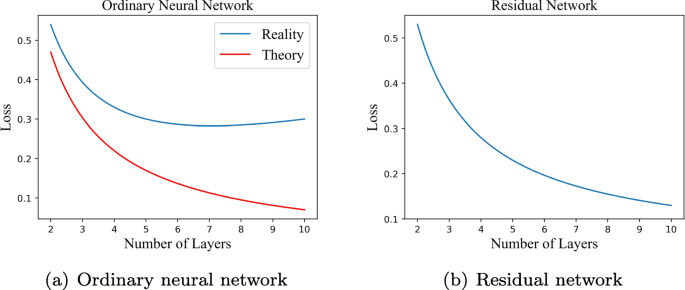 Ordinary Neural Network
Loss
0.5
0.4
0.3
0.2
0.1
Reality
Theory
2 3 4 5 6 7 8 9 10
Number of Layers
(a) Ordinary neural network
Residual Network
Loss
0.5
0.4
0.3
0.2
0.1
2 3 4 5 6 7 8 9 10
Number of Layers
(b) Residual network